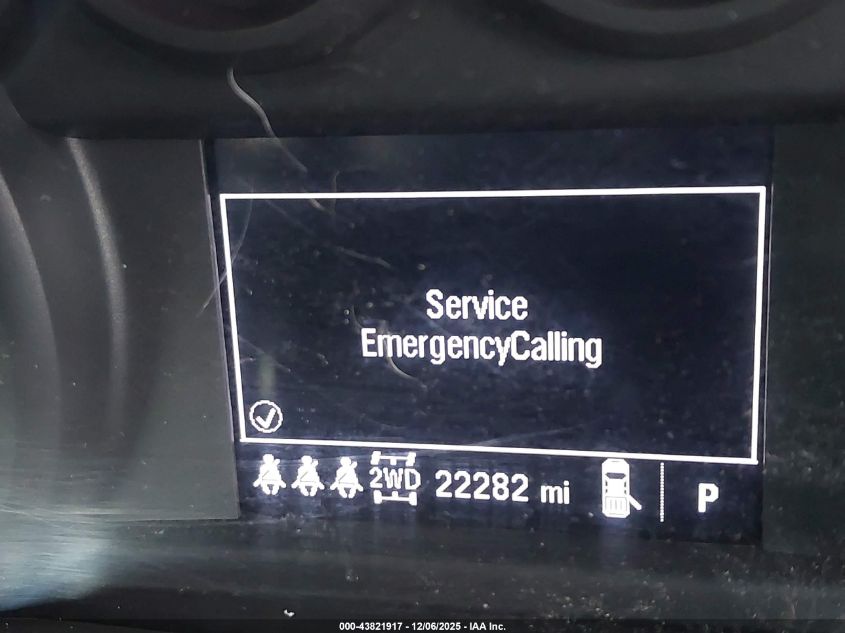 Service
EmergencyCalling
2WD 22282 mi P
000-43821917 - 12/06/2025 - IAA Inc.